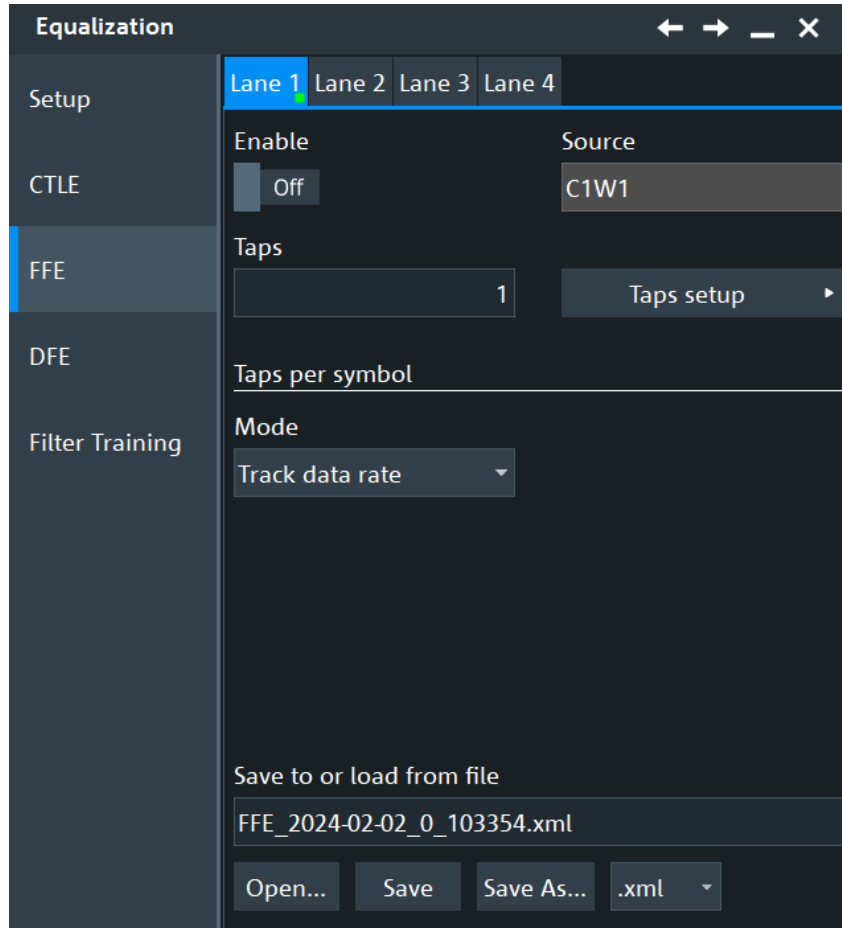 Equalization
Setup
CTLE
FFE
DFE
Filter Training
Lane 1 Lane 2 Lane 3 Lane 4
Enable Source
Off C1W1
Taps
1 Taps setup
Taps per symbol
Mode
Track data rate
Save to or load from file
FFE_2024-02-02_0_103354.xml
Open... Save Save As... .xml